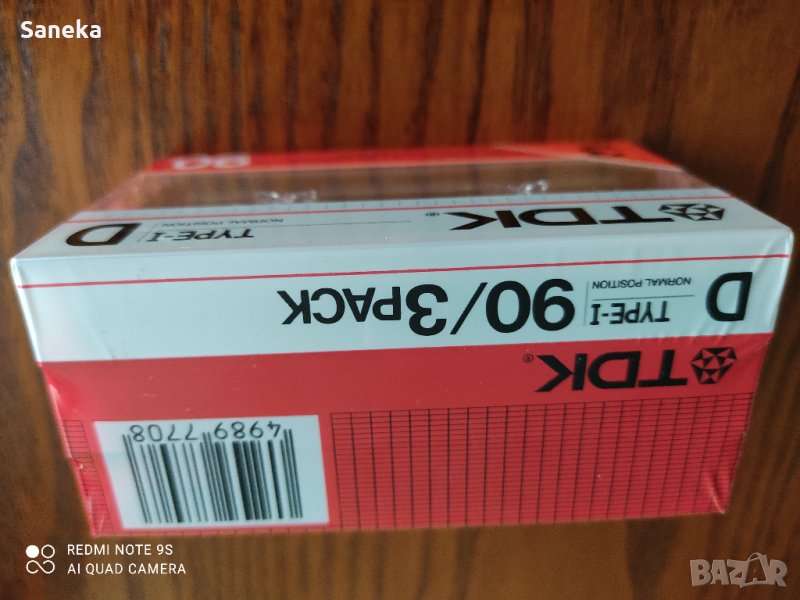 Saneka
90
TDK®
D TYPE-I
NORMAL POSITION
D TYPE-I 90/3PACK
NORMAL POSITION
TDK®
4989 7708
REDMI NOTE 9S
AI QUAD CAMERA
BAZAR